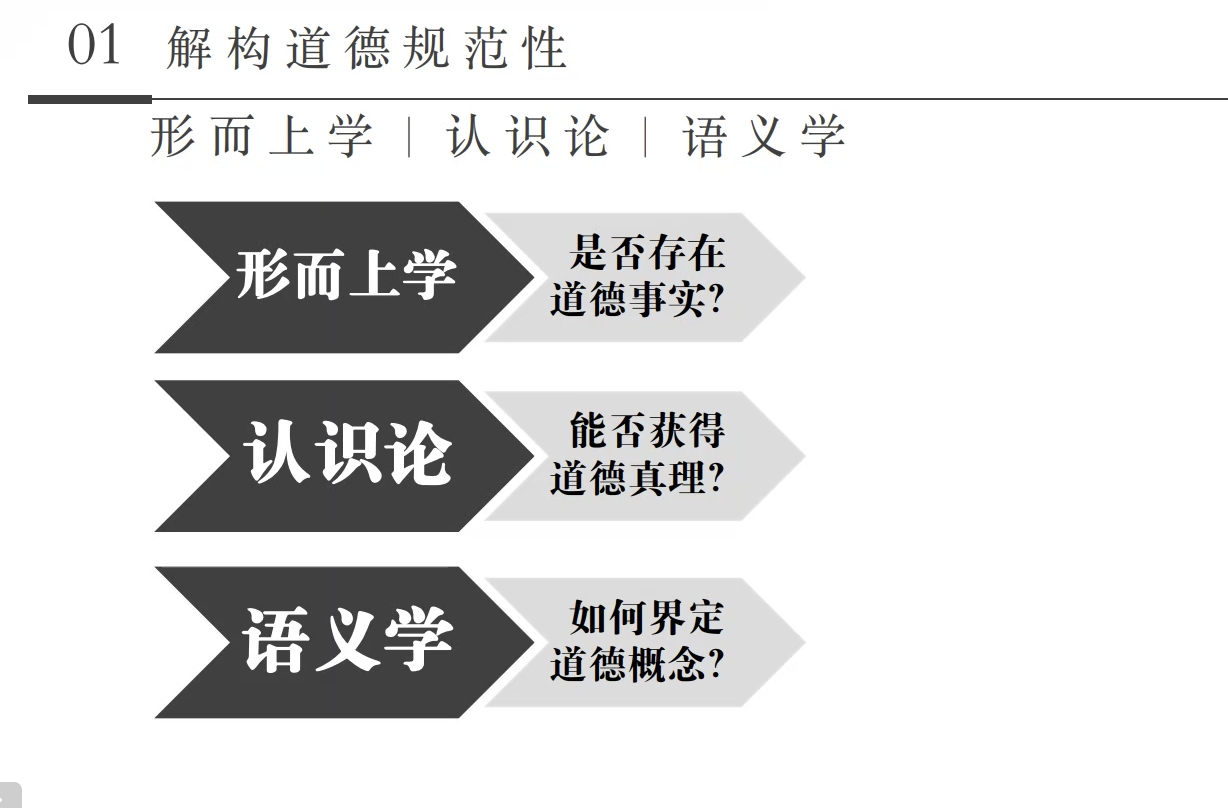 01 解构道德规范性
形而上学 | 认识论 | 语义学
形而上学
是否存在
道德事实?
认识论
能否获得
道德真理?
语义学
如何界定
道德概念?